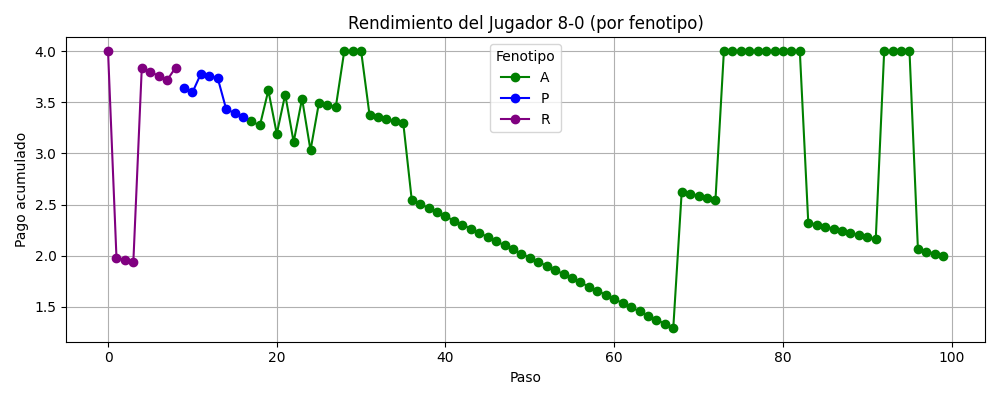 Rendimiento del Jugador 8-0 (por fenotipo)
Pago acumulado
4.0
3.5
3.0
2.5
2.0
1.5
Fenotipo
A
P
R
0 20 40 60 80 100
Paso